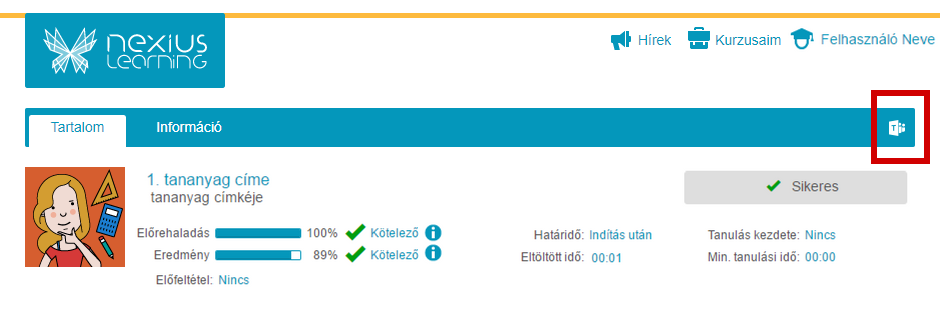 nexius
learning
Hírek Kurzusaim Felhasználó Neve
Tartalom Információ
1. tananyag címe
tananyag címkéje
Sikeres
Előrehaladás 100% Kötelező
Eredmény 89% Kötelező
Előfeltétel: Nincs
Határidő: Indítás után
Eltöltött idő: 00:01
Tanulás kezdete: Nincs
Min. tanulási idő: 00:00